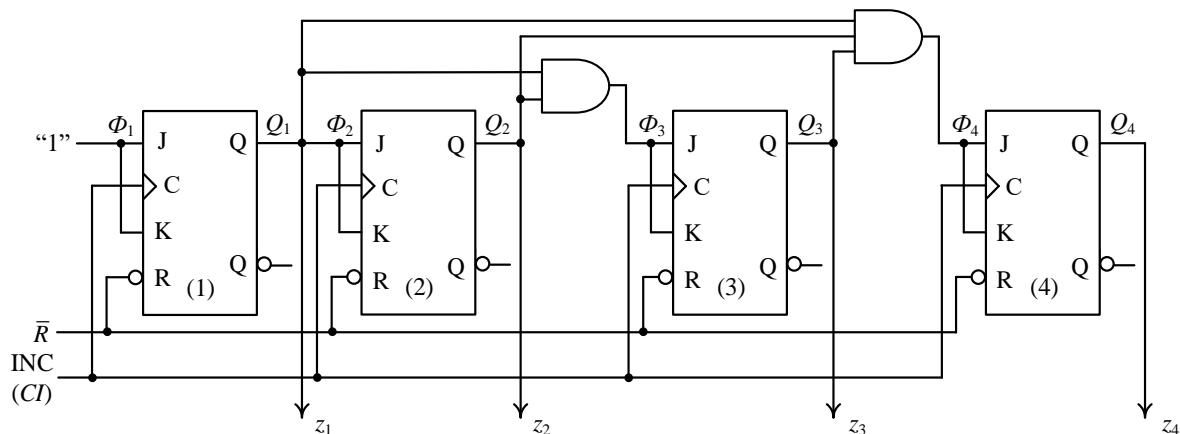 Q₁ Q₂ Q₃ Q₄
Φ₁ Φ₂ Φ₃ Φ₄
“1”
J Q J Q J Q J Q
C C C C
K K K K
R Q R Q R Q R Q
(1) (2) (3) (4)
R̅
INC
(CI)
z₁ z₂ z₃ z₄